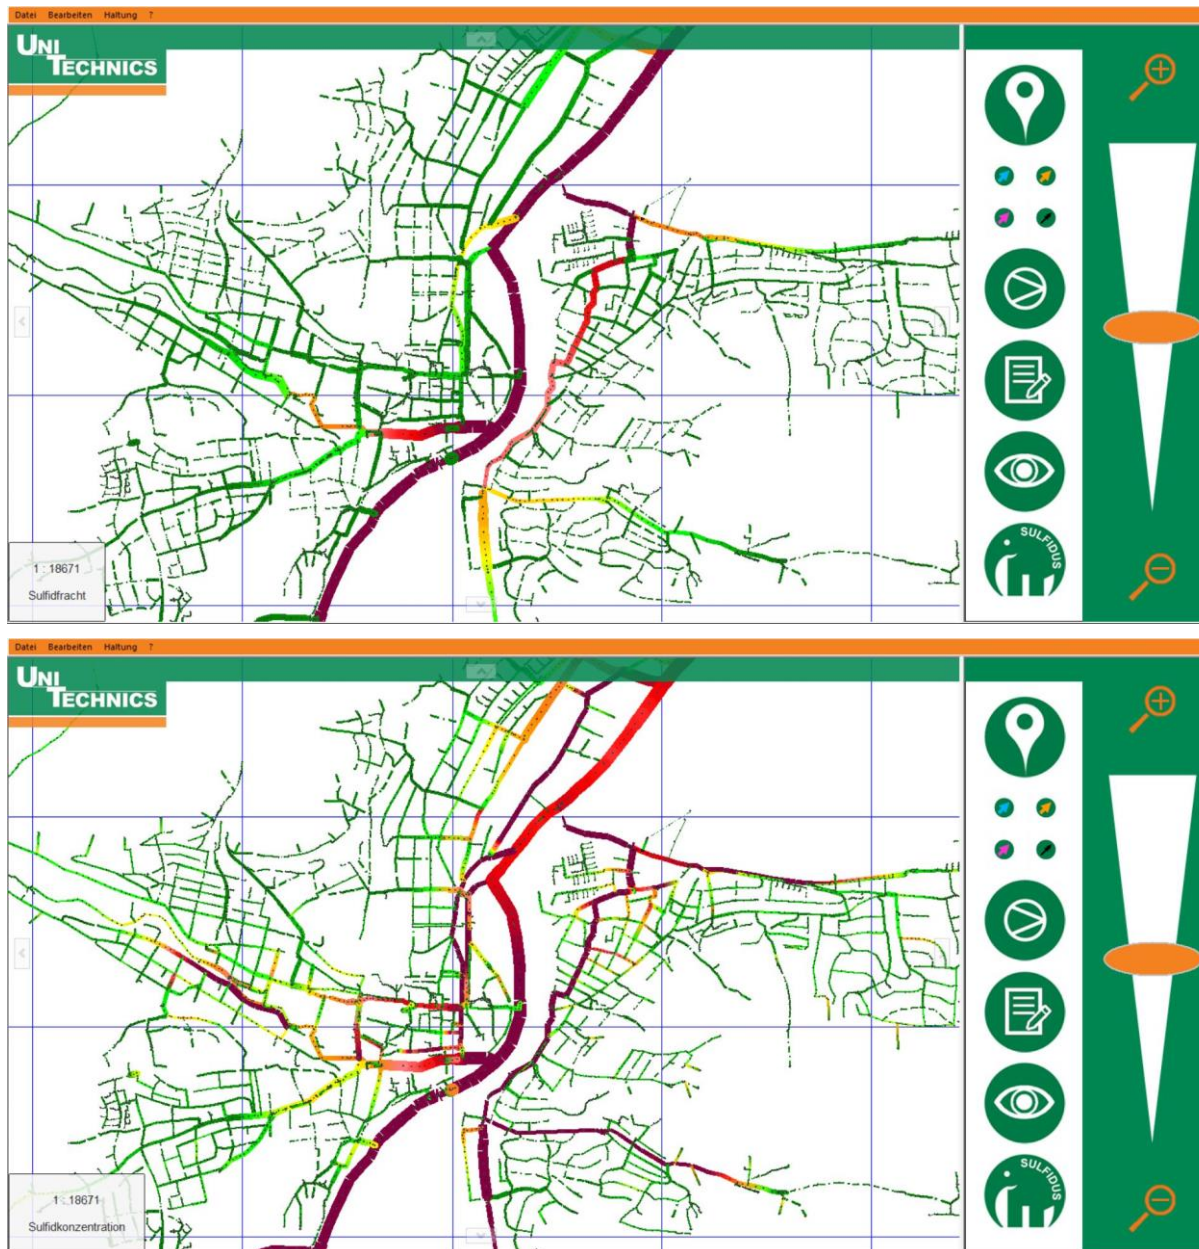 Datei Bearbeiten Haltung ?
UNI
TECHNICS
SULFIDUS
1 : 18671
Sulfidfracht
Datei Bearbeiten Haltung ?
UNI
TECHNICS
SULFIDUS
1 : 18671
Sulfidkonzentration